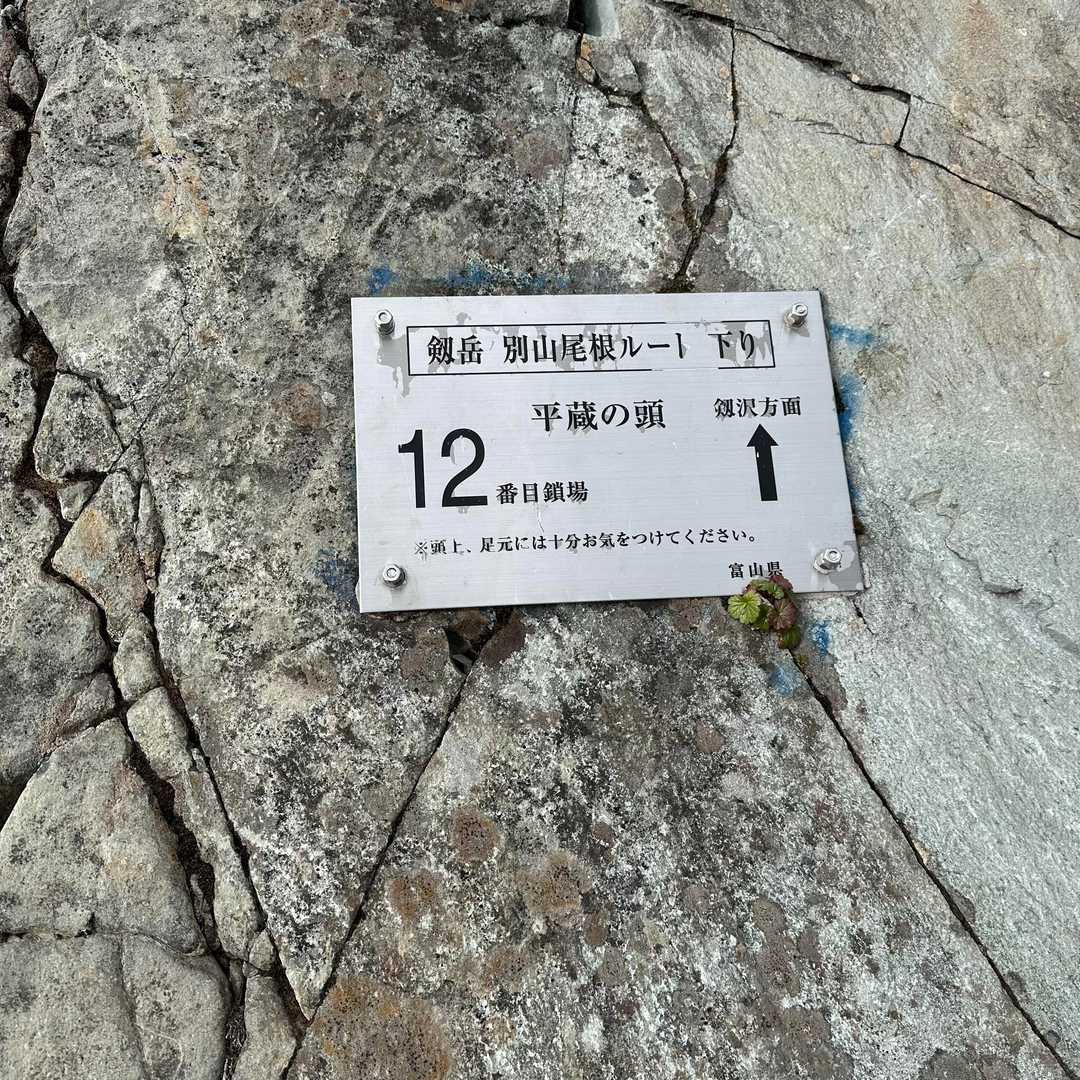 剱岳 別山尾根ルート 下り
平蔵の頭
剱沢方面
12番目鎖場
※頭上、足元には十分お気をつけてください。
富山県